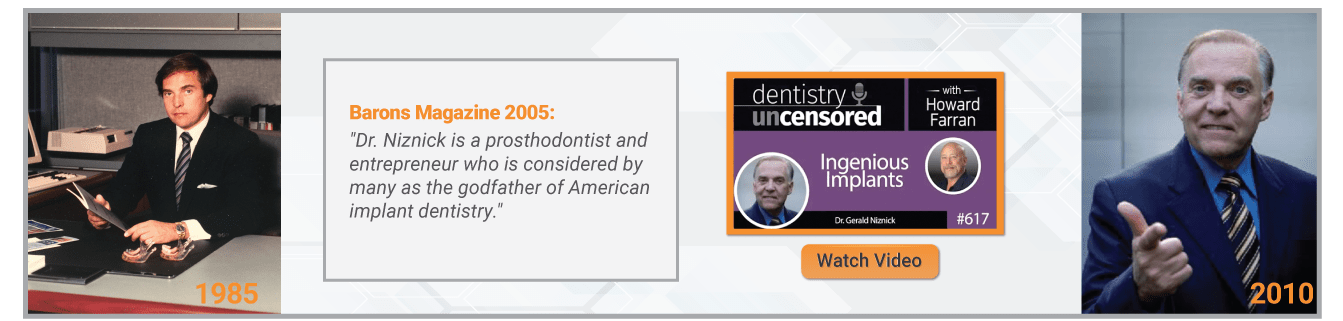 1985
Barons Magazine 2005:
"Dr. Niznick is a prosthodontist and
entrepreneur who is considered by
many as the godfather of American
implant dentistry."
dentistry
uncensored
with
Howard
Farran
Ingenious
Implants
Dr. Gerald Niznick
#617
Watch Video
2010